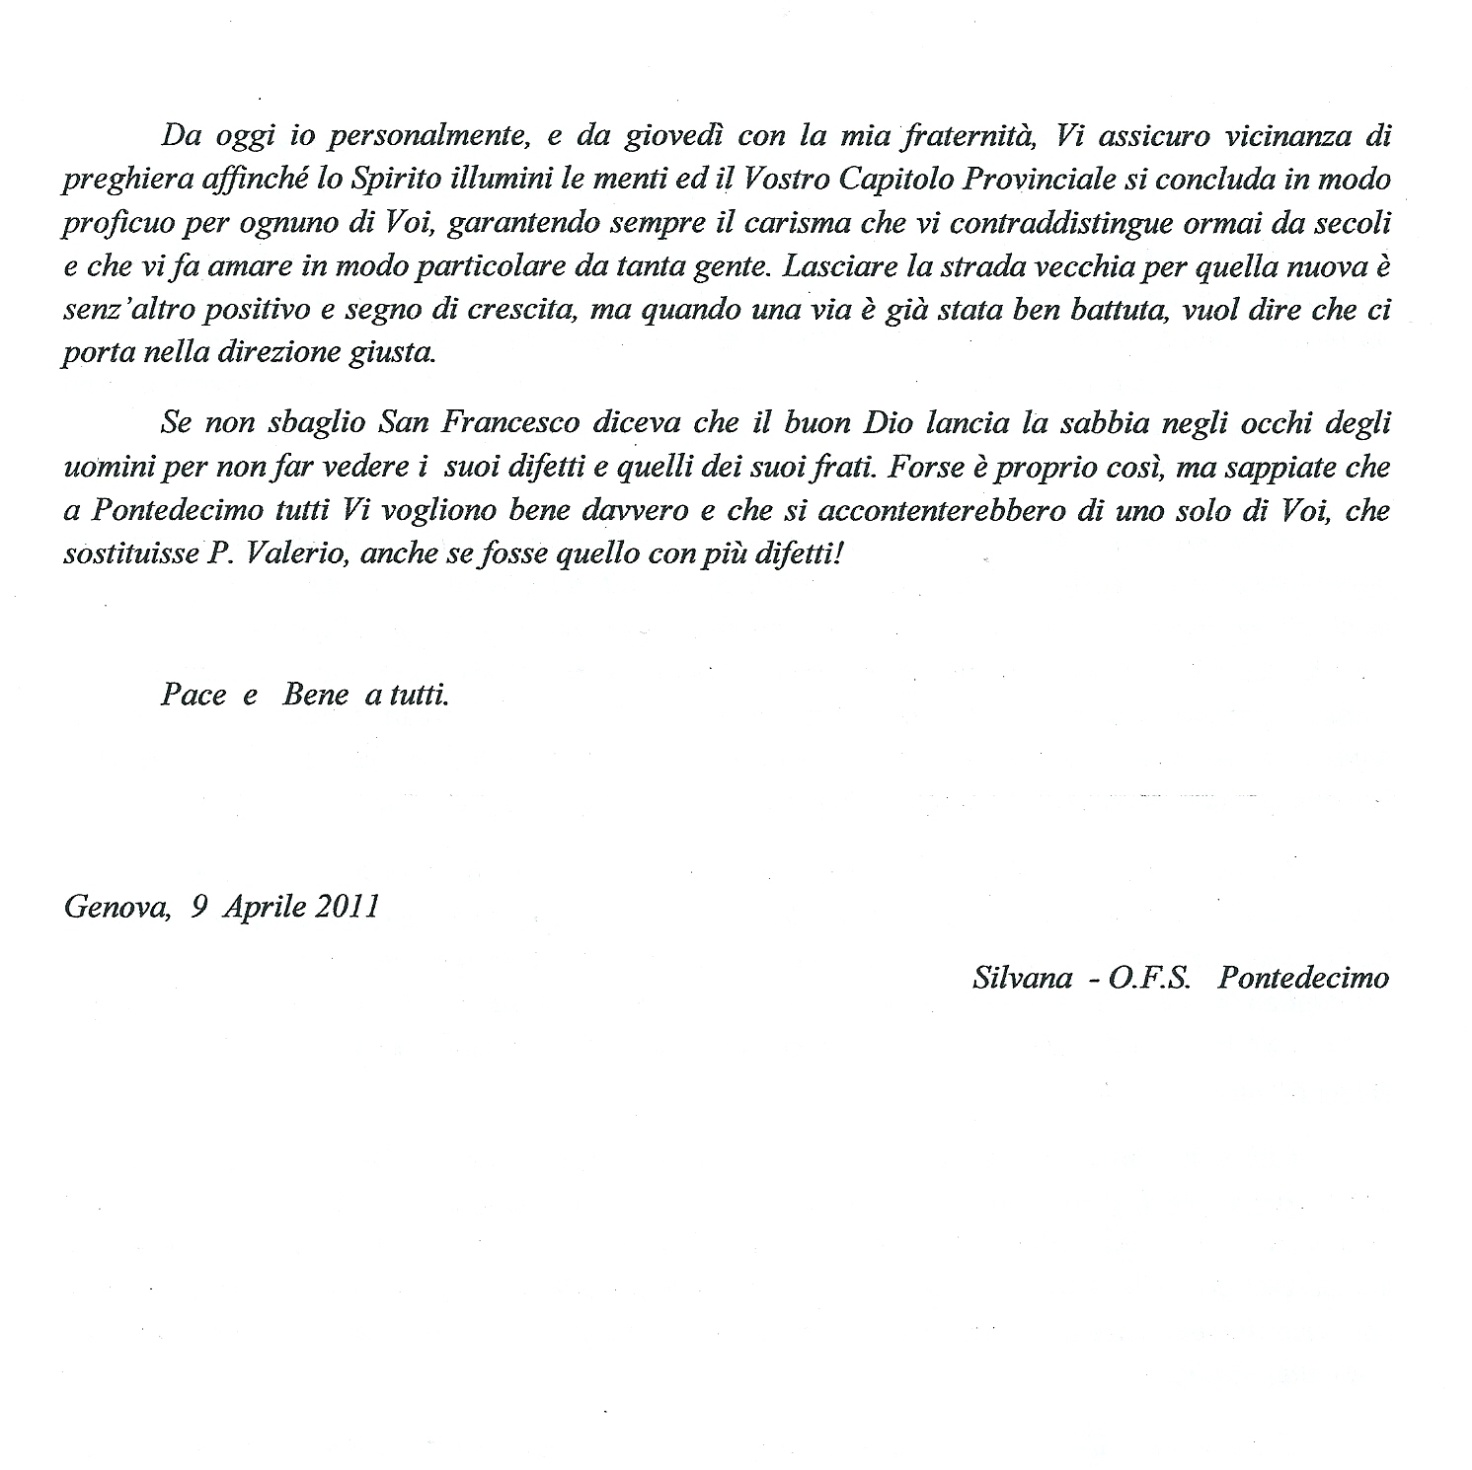 Da oggi io personalmente, e da giovedì con la mia fraternità, Vi assicuro vicinanza di
preghiera affinché lo Spirito illumini le menti ed il Vostro Capitolo Provinciale si concluda in modo
proficuo per ognuno di Voi, garantendo sempre il carisma che vi contraddistingue ormai da secoli
e che vi fa amare in modo particolare da tanta gente. Lasciare la strada vecchia per quella nuova è
senz'altro positivo e segno di crescita, ma quando una via è già stata ben battuta, vuol dire che ci
porta nella direzione giusta.
Se non sbaglio San Francesco diceva che il buon Dio lancia la sabbia negli occhi degli
uomini per non far vedere i suoi difetti e quelli dei suoi frati. Forse è proprio così, ma sappiate che
a Pontedecimo tutti Vi vogliono bene davvero e che si accontenterebbero di uno solo di Voi, che
sostituisse P. Valerio, anche se fosse quello con più difetti!
Pace e Bene a tutti.
Genova, 9 Aprile 2011
Silvana - O.F.S. Pontedecimo